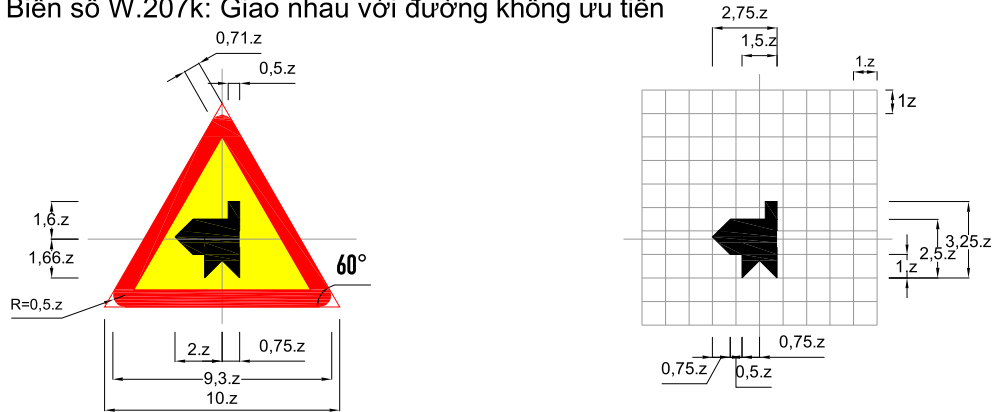 Biển số W.207k: Giao nhau với đường không ưu tiên
0,71.z
0,5.z
1,6.z
1,66.z
60°
R=0,5.z
2.z
0,75.z
9,3.z
10.z
2,75.z
1,5.z
1.z
1z
3,25.z
2,5.z
1.z
0,75.z
0,75.z
0,5.z